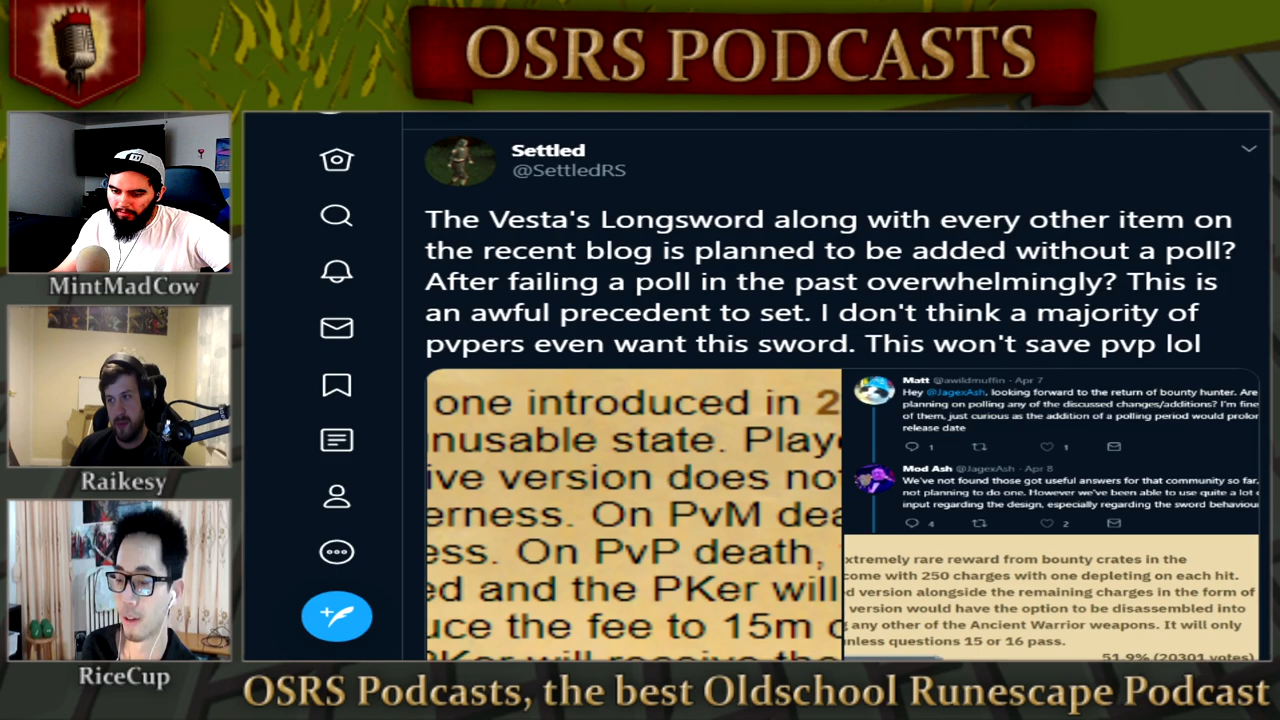 OSRS PODCASTS
MintMadCow
Raikesy
RiceCup
Settled
@SettledRS
The Vesta's Longsword along with every other item on
the recent blog is planned to be added without a poll?
After failing a poll in the past overwhelmingly? This is
an awful precedent to set. I don't think a majority of
pvpers even want this sword. This won't save pvp lol
one introduced in 2
nusable state. Play
ive version does no
erness. On PvM dea
ess. On PvP death,
ed and the PKer will
uce the fee to 15m
PKer will receive the
Matt @awildmuffin · Apr 7
Hey @JagexAsh, looking forward to the return of bounty hunter. Are
planning on polling any of the discussed changes/additions? I'm fine
of them, just curious as the addition of a polling period would prolon
release date
1
1
Mod Ash @JagexAsh · Apr 8
We've not found those got useful answers for that community so far,
not planning to do one. However we've been able to use quite a lot
input regarding the design, especially regarding the sword behaviou
4
2
xtremely rare reward from bounty crates in the
come with 250 charges with one depleting on each hit.
d version alongside the remaining charges in the form of
version would have the option to be disassembled into
any other of the Ancient Warrior weapons. It will only
nless questions 15 or 16 pass.
51.9% (20301 votes)
OSRS Podcasts, the best Oldschool Runescape Podcast